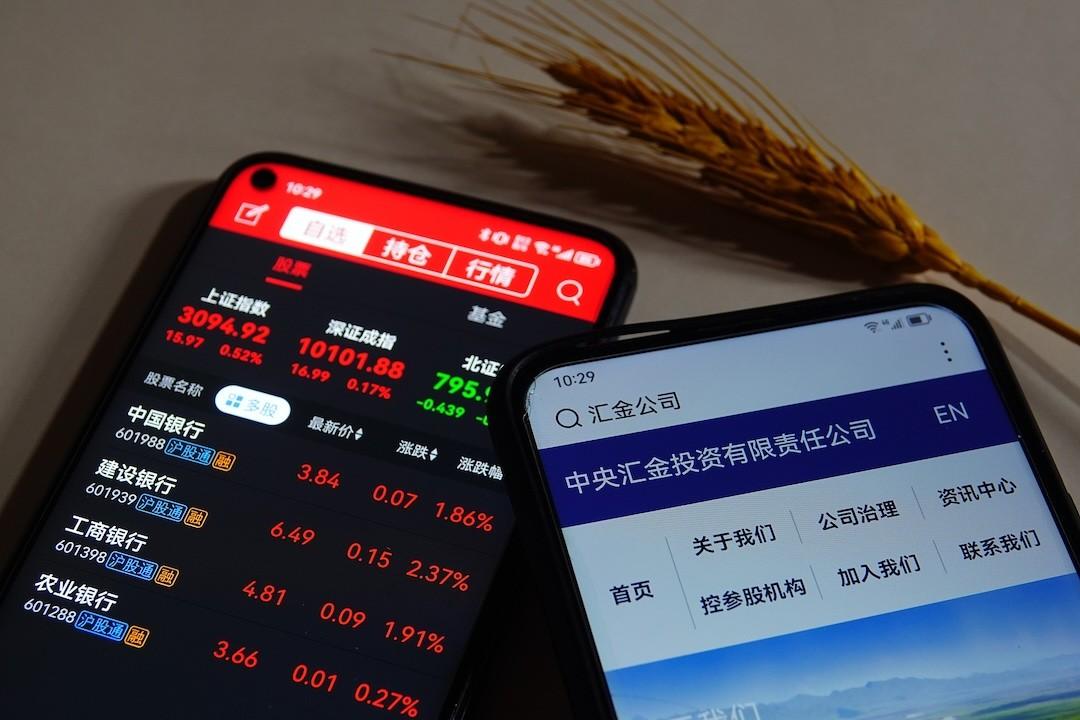 10:29
自选 持仓 行情
股票 基金
上证指数 深证成指
3094.92 10101.88
15.97 0.52% 16.99 0.17%
-0.439
股票名称 多股 最新价 涨跌 涨跌幅
中国银行
601988 沪股通 融 3.84 0.07 1.86%
建设银行
601939 沪股通 融 6.49 0.15 2.37%
工商银行
601398 沪股通 融 4.81 0.09 1.91%
农业银行
601288 沪股通 融 3.66 0.01 0.27%
10:29
汇金公司
中央汇金投资有限责任公司 EN
首页 关于我们 公司治理 资讯中心
控参股机构 加入我们 联系我们